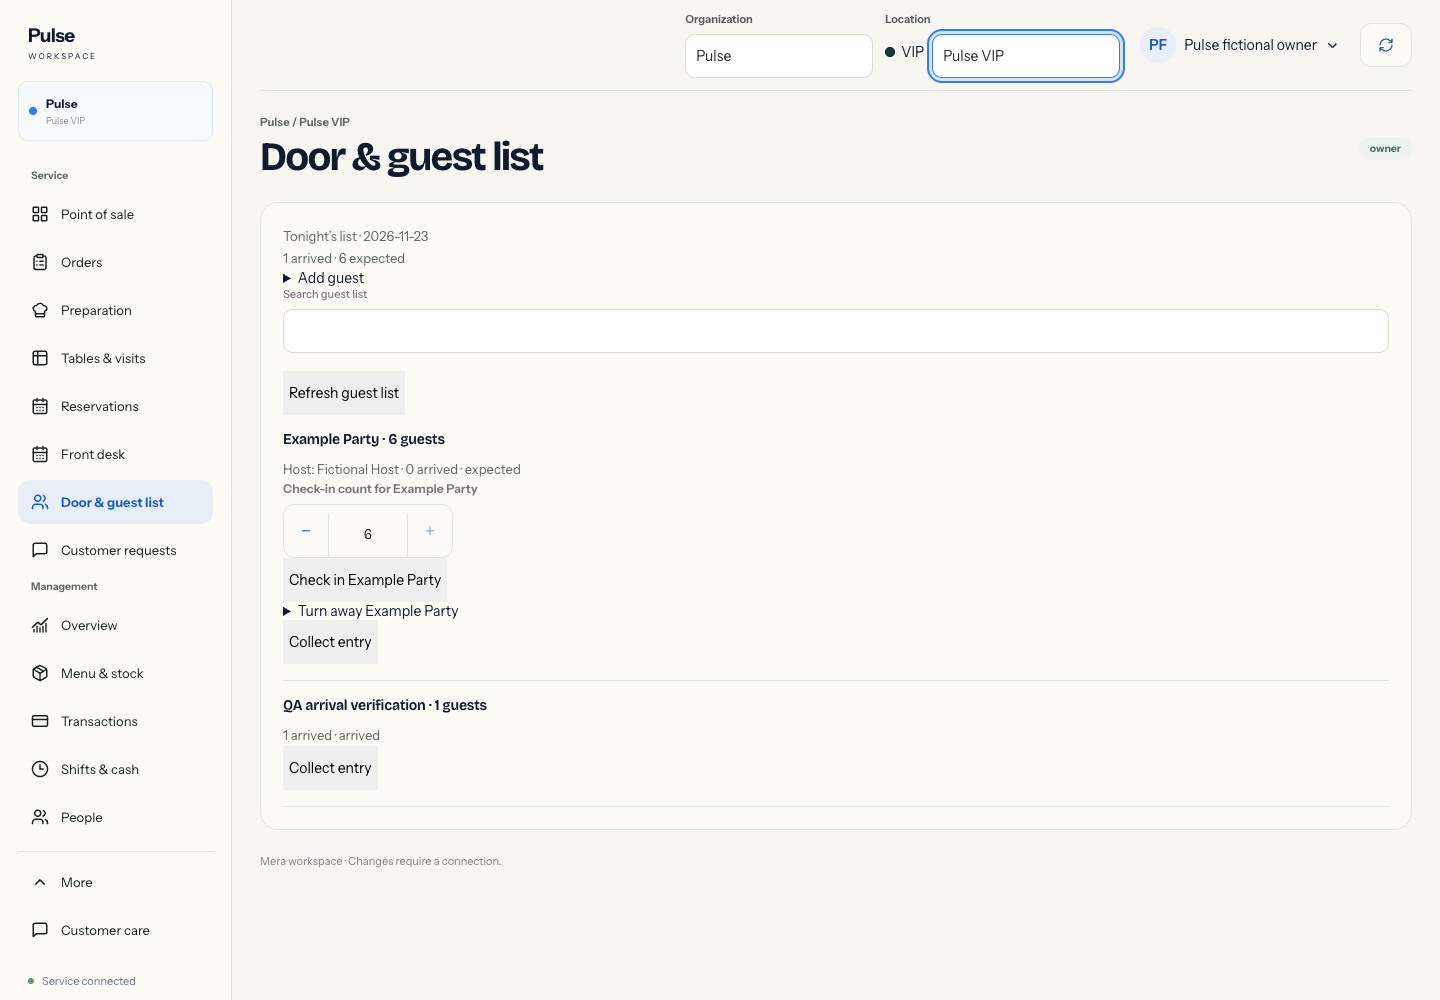 Pulse
WORKSPACE
Pulse
Pulse VIP
Service
Point of sale
Orders
Preparation
Tables & visits
Reservations
Front desk
Door & guest list
Customer requests
Management
Overview
Menu & stock
Transactions
Shifts & cash
People
More
Customer care
Service connected
Organization
Pulse
Location
VIP
Pulse VIP
PF
Pulse fictional owner
Pulse / Pulse VIP
Door & guest list
owner
Tonight's list · 2026-11-23
1 arrived · 6 expected
Add guest
Search guest list
Refresh guest list
Example Party · 6 guests
Host: Fictional Host · 0 arrived · expected
Check-in count for Example Party
− 6 +
Check in Example Party
Turn away Example Party
Collect entry
QA arrival verification · 1 guests
1 arrived · arrived
Collect entry
Mera workspace · Changes require a connection.